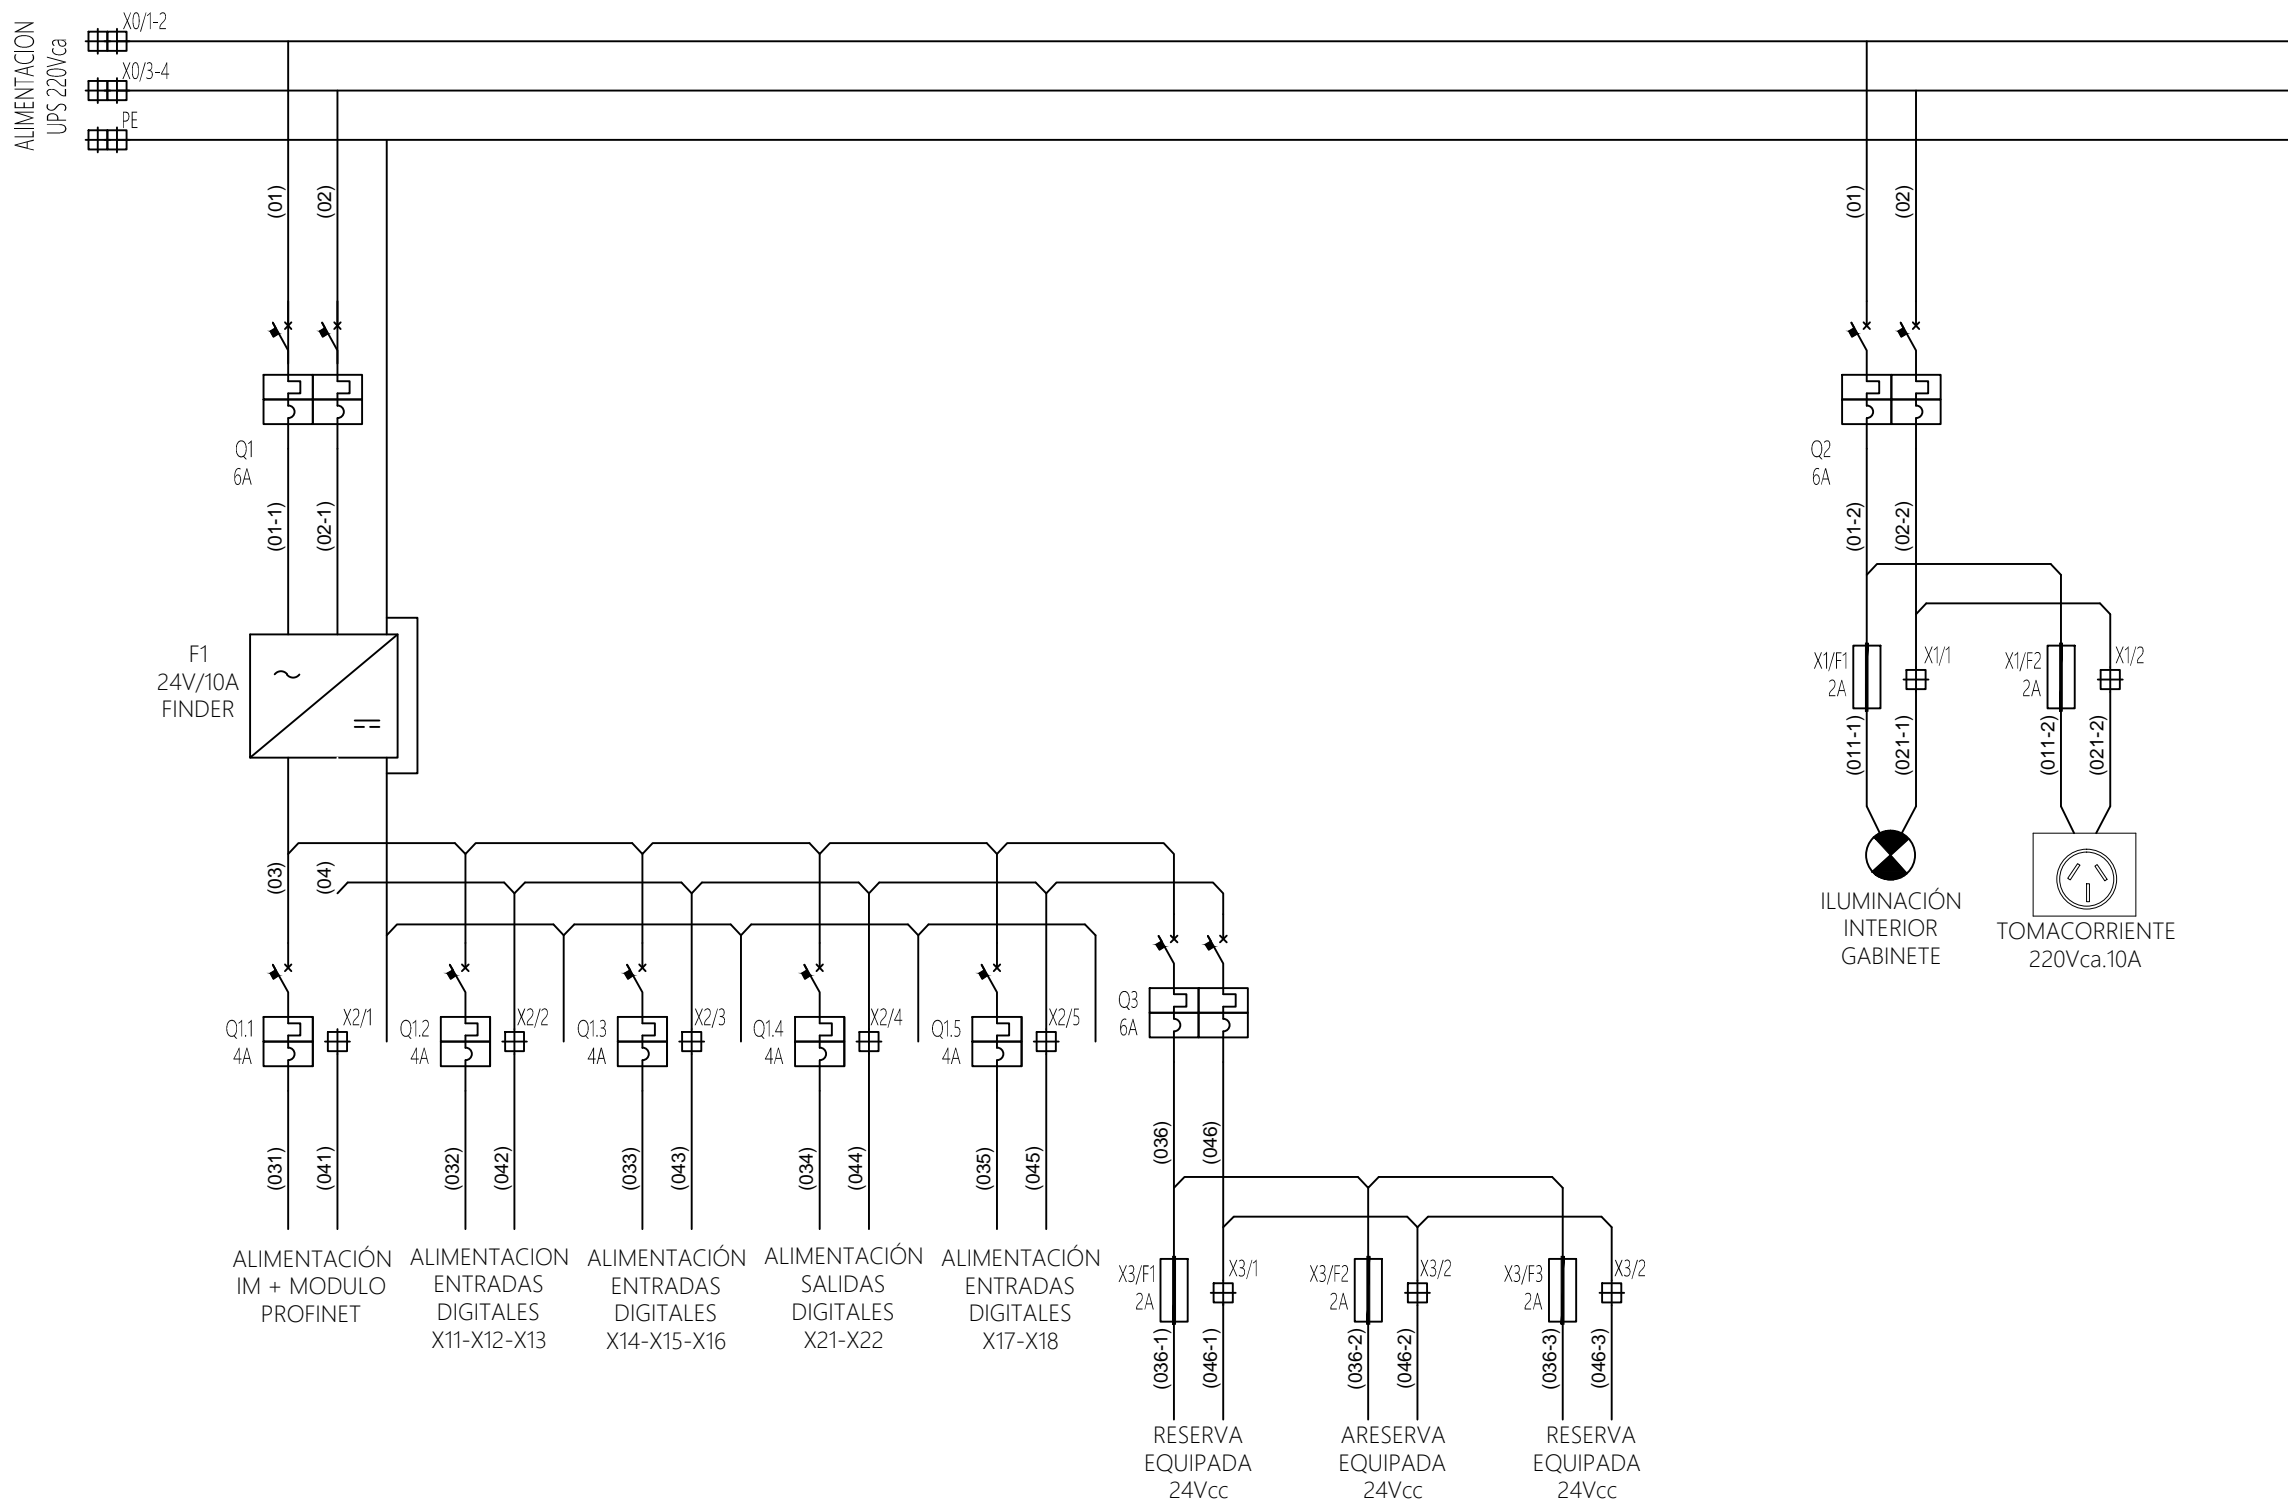 ALIMENTACION
UPS 220Vca
X0/1-2
X0/3-4
PE
(01)
(02)
(01)
(02)
Q1
6A
Q2
6A
(01-1)
(02-1)
(01-2)
(02-2)
F1
24V/10A
FINDER
X1/F1
2A
X1/1
X1/F2
2A
X1/2
(011-1)
(021-1)
(011-2)
(021-2)
ILUMINACIÓN
INTERIOR
GABINETE
TOMACORRIENTE
220Vca.10A
(03)
(04)
Q1.1
4A
X2/1
Q1.2
4A
X2/2
Q1.3
4A
X2/3
Q1.4
4A
X2/4
Q1.5
4A
X2/5
Q3
6A
(031)
(041)
(032)
(042)
(033)
(043)
(034)
(044)
(035)
(045)
(036)
(046)
ALIMENTACIÓN
IM + MODULO
PROFINET
ALIMENTACION
ENTRADAS
DIGITALES
X11-X12-X13
ALIMENTACIÓN
ENTRADAS
DIGITALES
X14-X15-X16
ALIMENTACIÓN
SALIDAS
DIGITALES
X21-X22
ALIMENTACIÓN
ENTRADAS
DIGITALES
X17-X18
X3/F1
2A
X3/1
X3/F2
2A
X3/2
X3/F3
2A
X3/2
(036-1)
(046-1)
(036-2)
(046-2)
(036-3)
(046-3)
RESERVA
EQUIPADA
24Vcc
ARESERVA
EQUIPADA
24Vcc
RESERVA
EQUIPADA
24Vcc